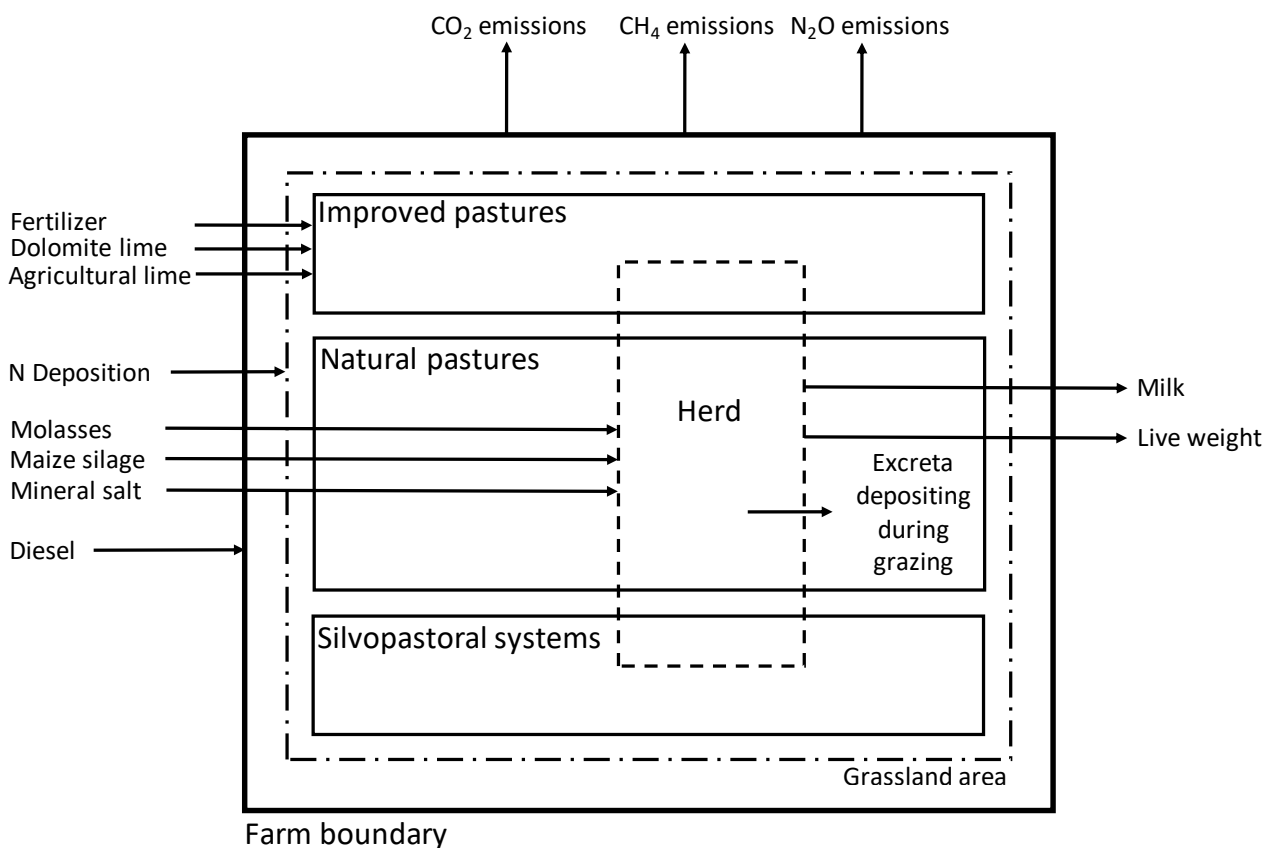 CO₂ emissions CH₄ emissions N₂O emissions
Improved pastures
Fertilizer
Dolomite lime
Agricultural lime
N Deposition
Natural pastures
Molasses
Maize silage
Mineral salt
Diesel
Herd
Excreta
depositing
during
grazing
Milk
Live weight
Silvopastoral systems
Grassland area
Farm boundary